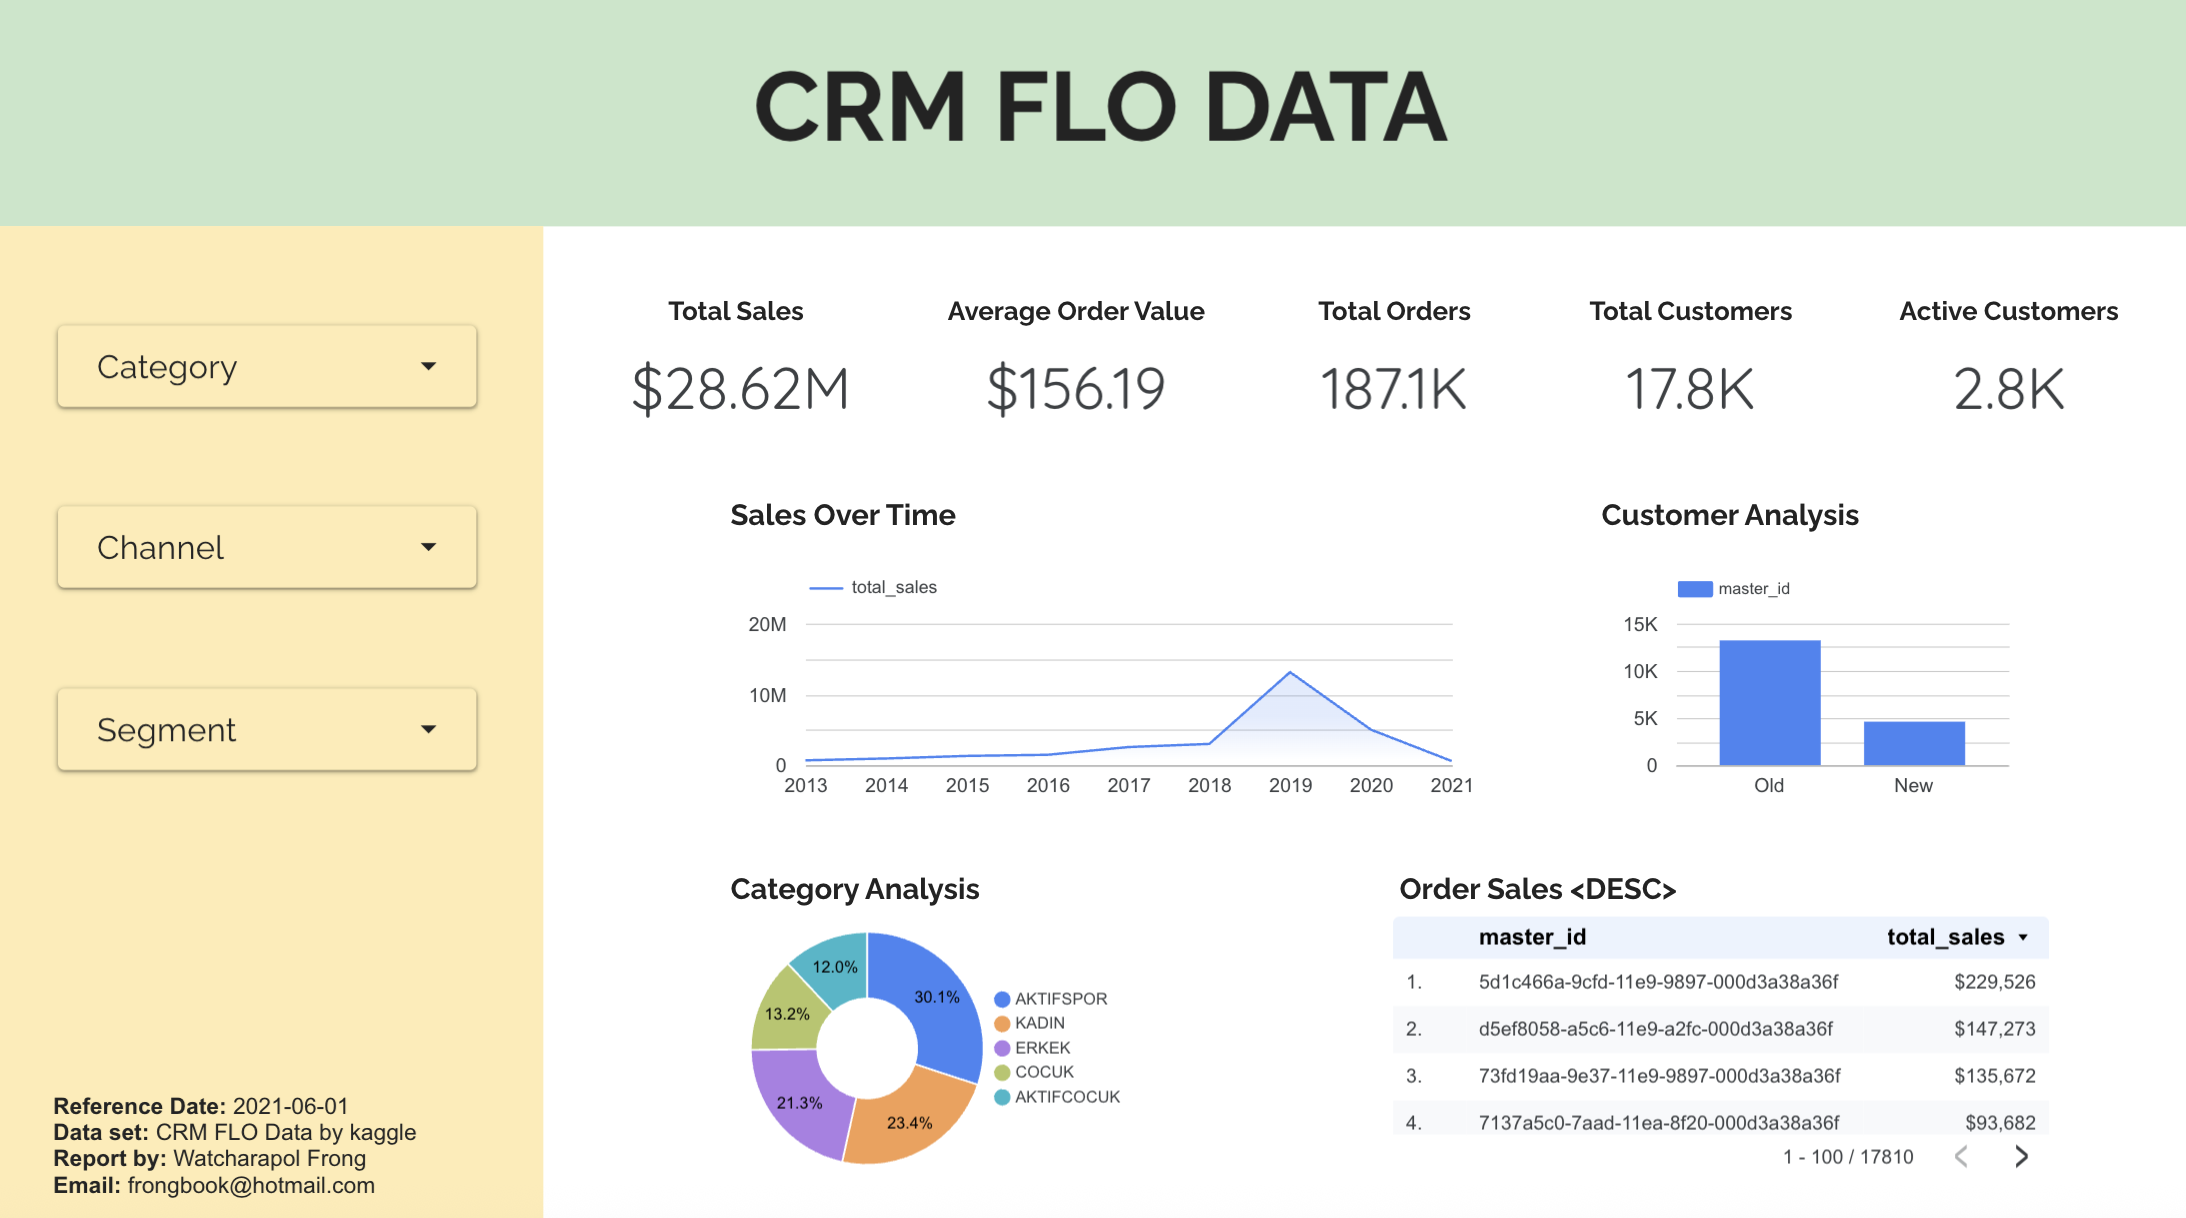 CRM FLO DATA
Category
Channel
Segment
Reference Date: 2021-06-01
Data set: CRM FLO Data by kaggle
Report by: Watcharapol Frong
Email: frongbook@hotmail.com
Total Sales
$28.62M
Average Order Value
$156.19
Total Orders
187.1K
Total Customers
17.8K
Active Customers
2.8K
Sales Over Time
total_sales
20M
10M
0
2013 2014 2015 2016 2017 2018 2019 2020 2021
Customer Analysis
master_id
15K
10K
5K
0
Old New
Category Analysis
12.0%
30.1%
13.2%
21.3%
23.4%
AKTIFSPOR
KADIN
ERKEK
COCUK
AKTIFCOCUK
Order Sales <DESC>
master_id total_sales
1. 5d1c466a-9cfd-11e9-9897-000d3a38a36f $229,526
2. d5ef8058-a5c6-11e9-a2fc-000d3a38a36f $147,273
3. 73fd19aa-9e37-11e9-9897-000d3a38a36f $135,672
4. 7137a5c0-7aad-11ea-8f20-000d3a38a36f $93,682
1 - 100 / 17810